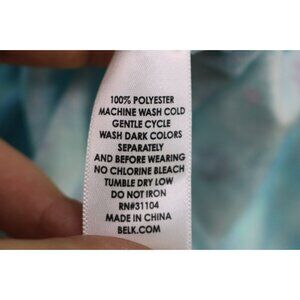 100% POLYESTER
MACHINE WASH COLD
GENTLE CYCLE
WASH DARK COLORS
SEPARATELY
AND BEFORE WEARING
NO CHLORINE BLEACH
TUMBLE DRY LOW
DO NOT IRON
RN#31104
MADE IN CHINA
BELK.COM